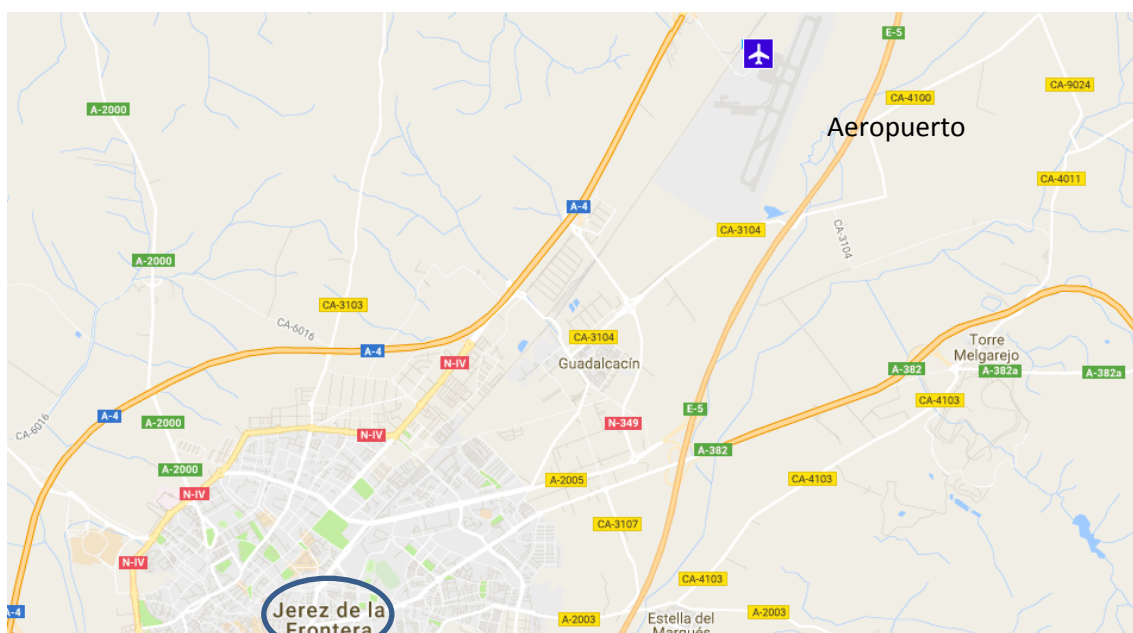 E-5
A-2000
CA-9024
CA-4100
Aeropuerto
CA-4011
A-4
CA-3104
CA-3104
A-2000
CA-3103
CA-6016
CA-3104
A-4
N-IV
Guadalcacín
Torre
Melgarejo
A-382
A-382a
A-382a
CA-4103
E-5
A-4
CA-6016
A-2000
N-IV
N-349
A-382
A-2000
A-2005
CA-4103
N-IV
CA-3107
N-IV
CA-4103
Jerez de la
Frontera
A-4
A-2003
Estella del
Marqués
A-2003